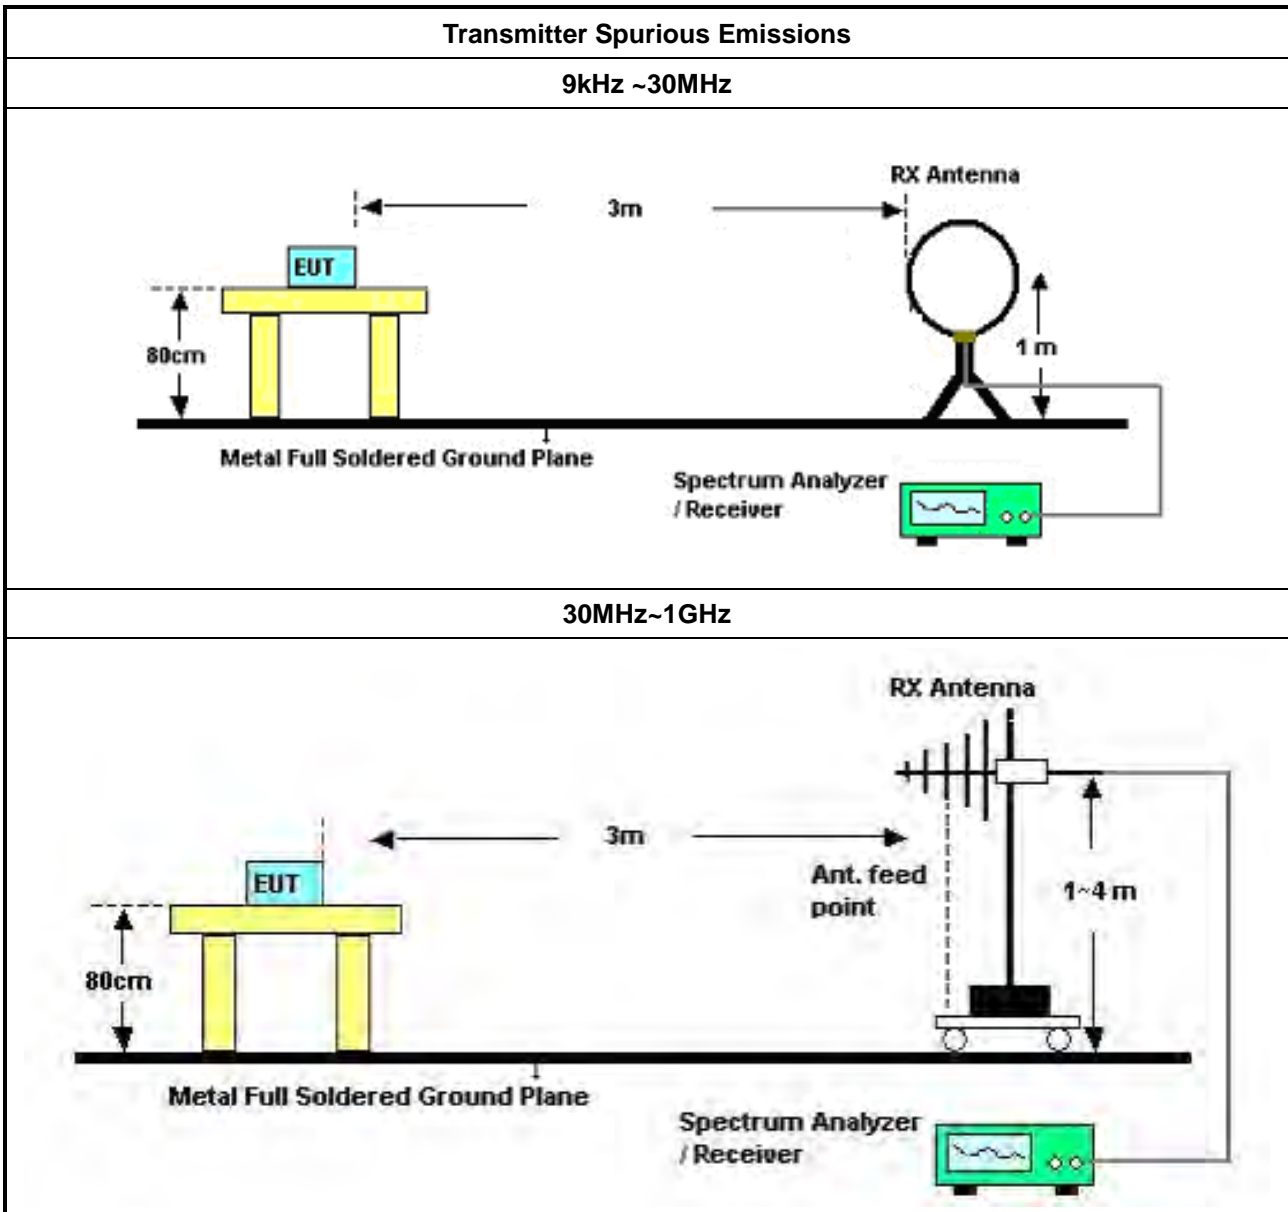 Transmitter Spurious Emissions
9kHz ~30MHz
RX Antenna
3m
EUT
80cm
1 m
Metal Full Soldered Ground Plane
Spectrum Analyzer
/ Receiver
30MHz~1GHz
RX Antenna
3m
Ant. feed
point
1~4 m
EUT
80cm
Metal Full Soldered Ground Plane
Spectrum Analyzer
/ Receiver